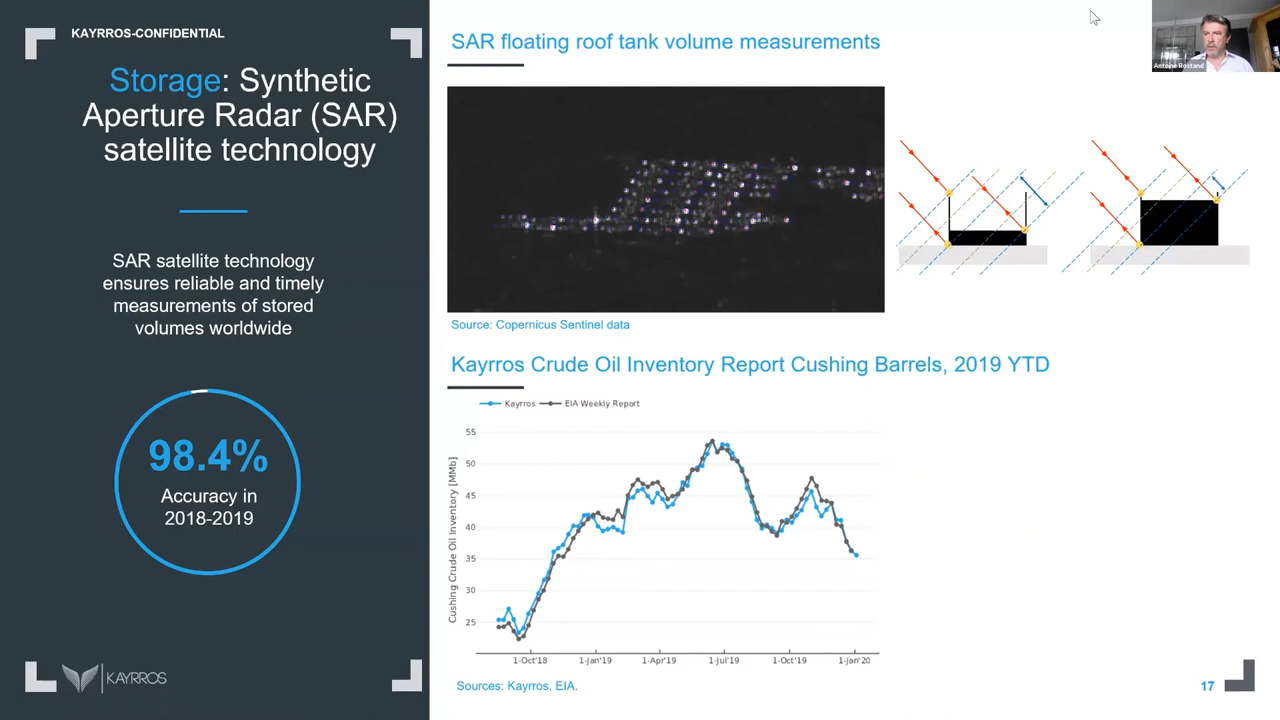 KAYRROS-CONFIDENTIAL
Storage: Synthetic
Aperture Radar (SAR)
satellite technology
SAR satellite technology
ensures reliable and timely
measurements of stored
volumes worldwide
98.4%
Accuracy in
2018-2019
KAYRROS
SAR floating roof tank volume measurements
Source: Copernicus Sentinel data
Kayrros Crude Oil Inventory Report Cushing Barrels, 2019 YTD
Kayrros EIA Weekly Report
Cushing Crude Oil Inventory [MMb]
55
50
45
40
35
30
25
1-Oct'18 1-Jan'19 1-Apr'19 1-Jul'19 1-Oct'19 1-Jan'20
Sources: Kayrros, EIA.
17
Antoine Rostand